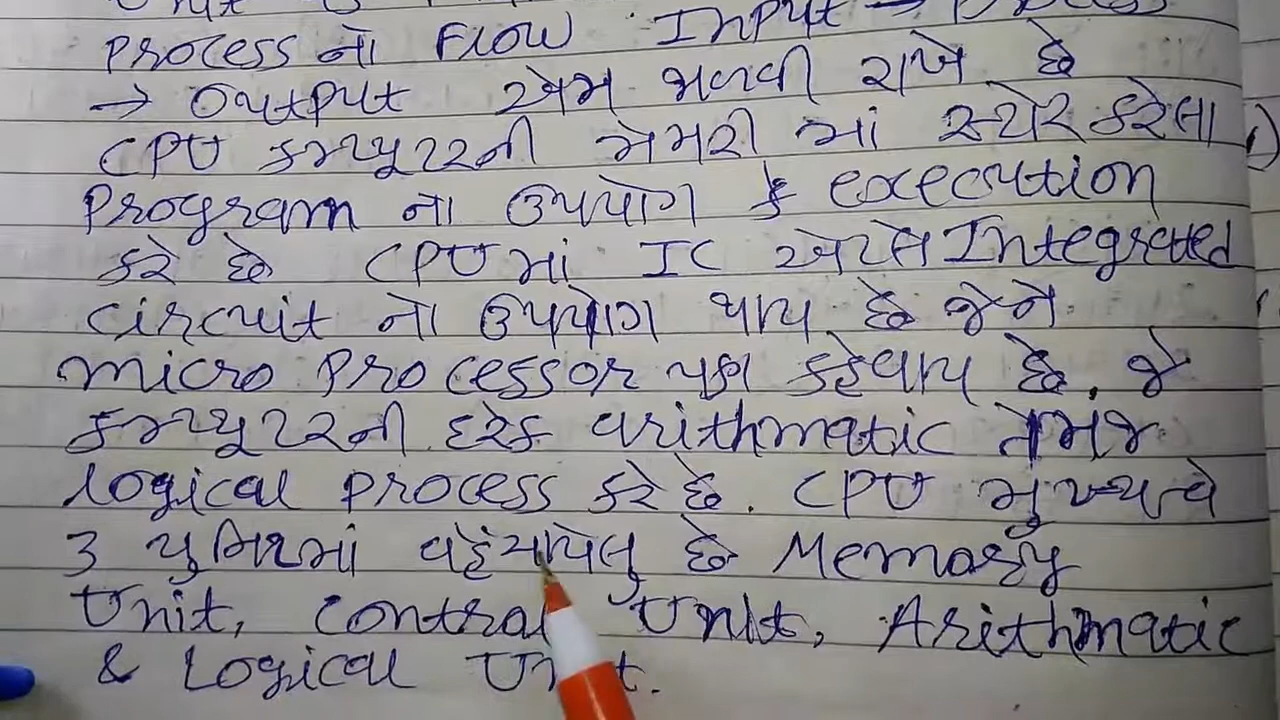 Process નો Flow Input → Process
→ Output એમ મળવી રાખે છે
CPU કમ્પ્યુટરની મેમરી માં સ્ટોર કરેલા
Program ના ઉપયોગ execution
કરે છે CPU માં IC એટલે Integrated
circuit નો ઉપયોગ થાય છે જેને
micro Processor પણ કહેવાય છે. જે
કમ્પ્યુટરની દરેક arithmatic તેમજ
logical process કરે છે. CPU મુખ્યત્વે
3 યુનિટમાં વહેંચાયેલુ છે Memory
Unit, Control Unit, Arithmatic
& Logical Unit.